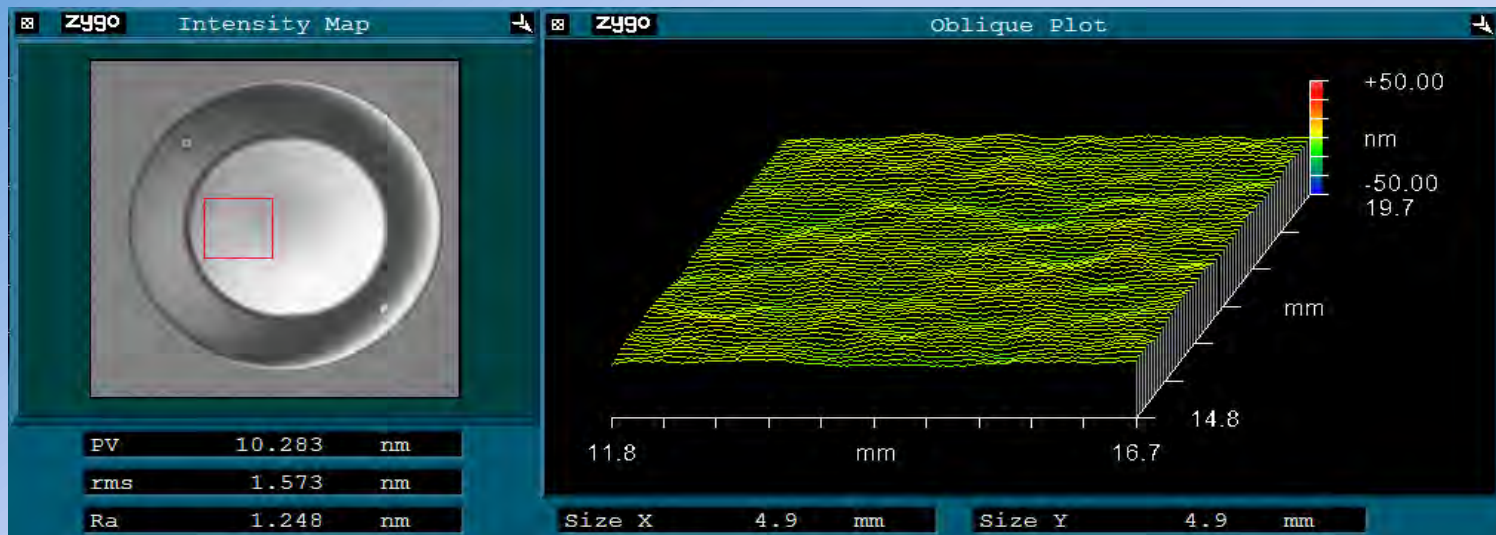 zygo Intensity Map
PV 10.283 nm
rms 1.573 nm
Ra 1.248 nm
zygo Oblique Plot
+50.00
nm
-50.00
19.7
mm
14.8
11.8 mm 16.7
Size X 4.9 mm Size Y 4.9 mm